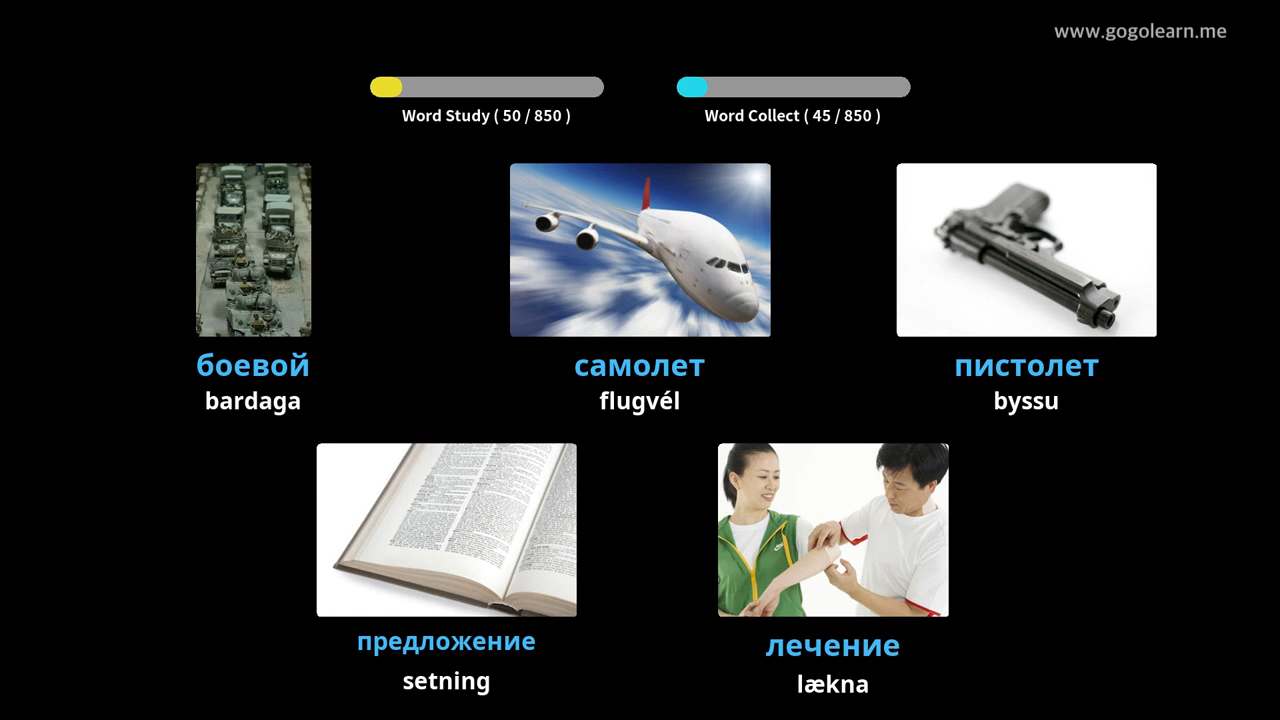 www.gogolearn.me
Word Study ( 50 / 850 )
Word Collect ( 45 / 850 )
боевой
bardaga
самолет
flugvél
пистолет
byssu
предложение
setning
лечение
lækna